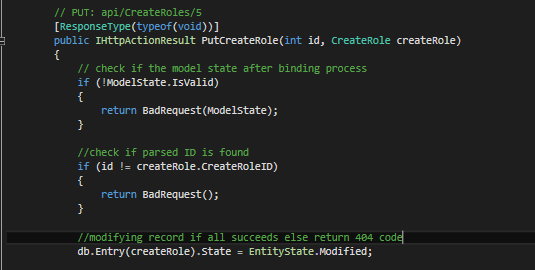 // PUT: api/CreateRoles/5
[ResponseType(typeof(void))]
public IHttpActionResult PutCreateRole(int id, CreateRole createRole)
{
// check if the model state after binding process
if (!ModelState.IsValid)
{
return BadRequest(ModelState);
}
//check if parsed ID is found
if (id != createRole.CreateRoleID)
{
return BadRequest();
}
//modifying record if all succeeds else return 404 code
db.Entry(createRole).State = EntityState.Modified;